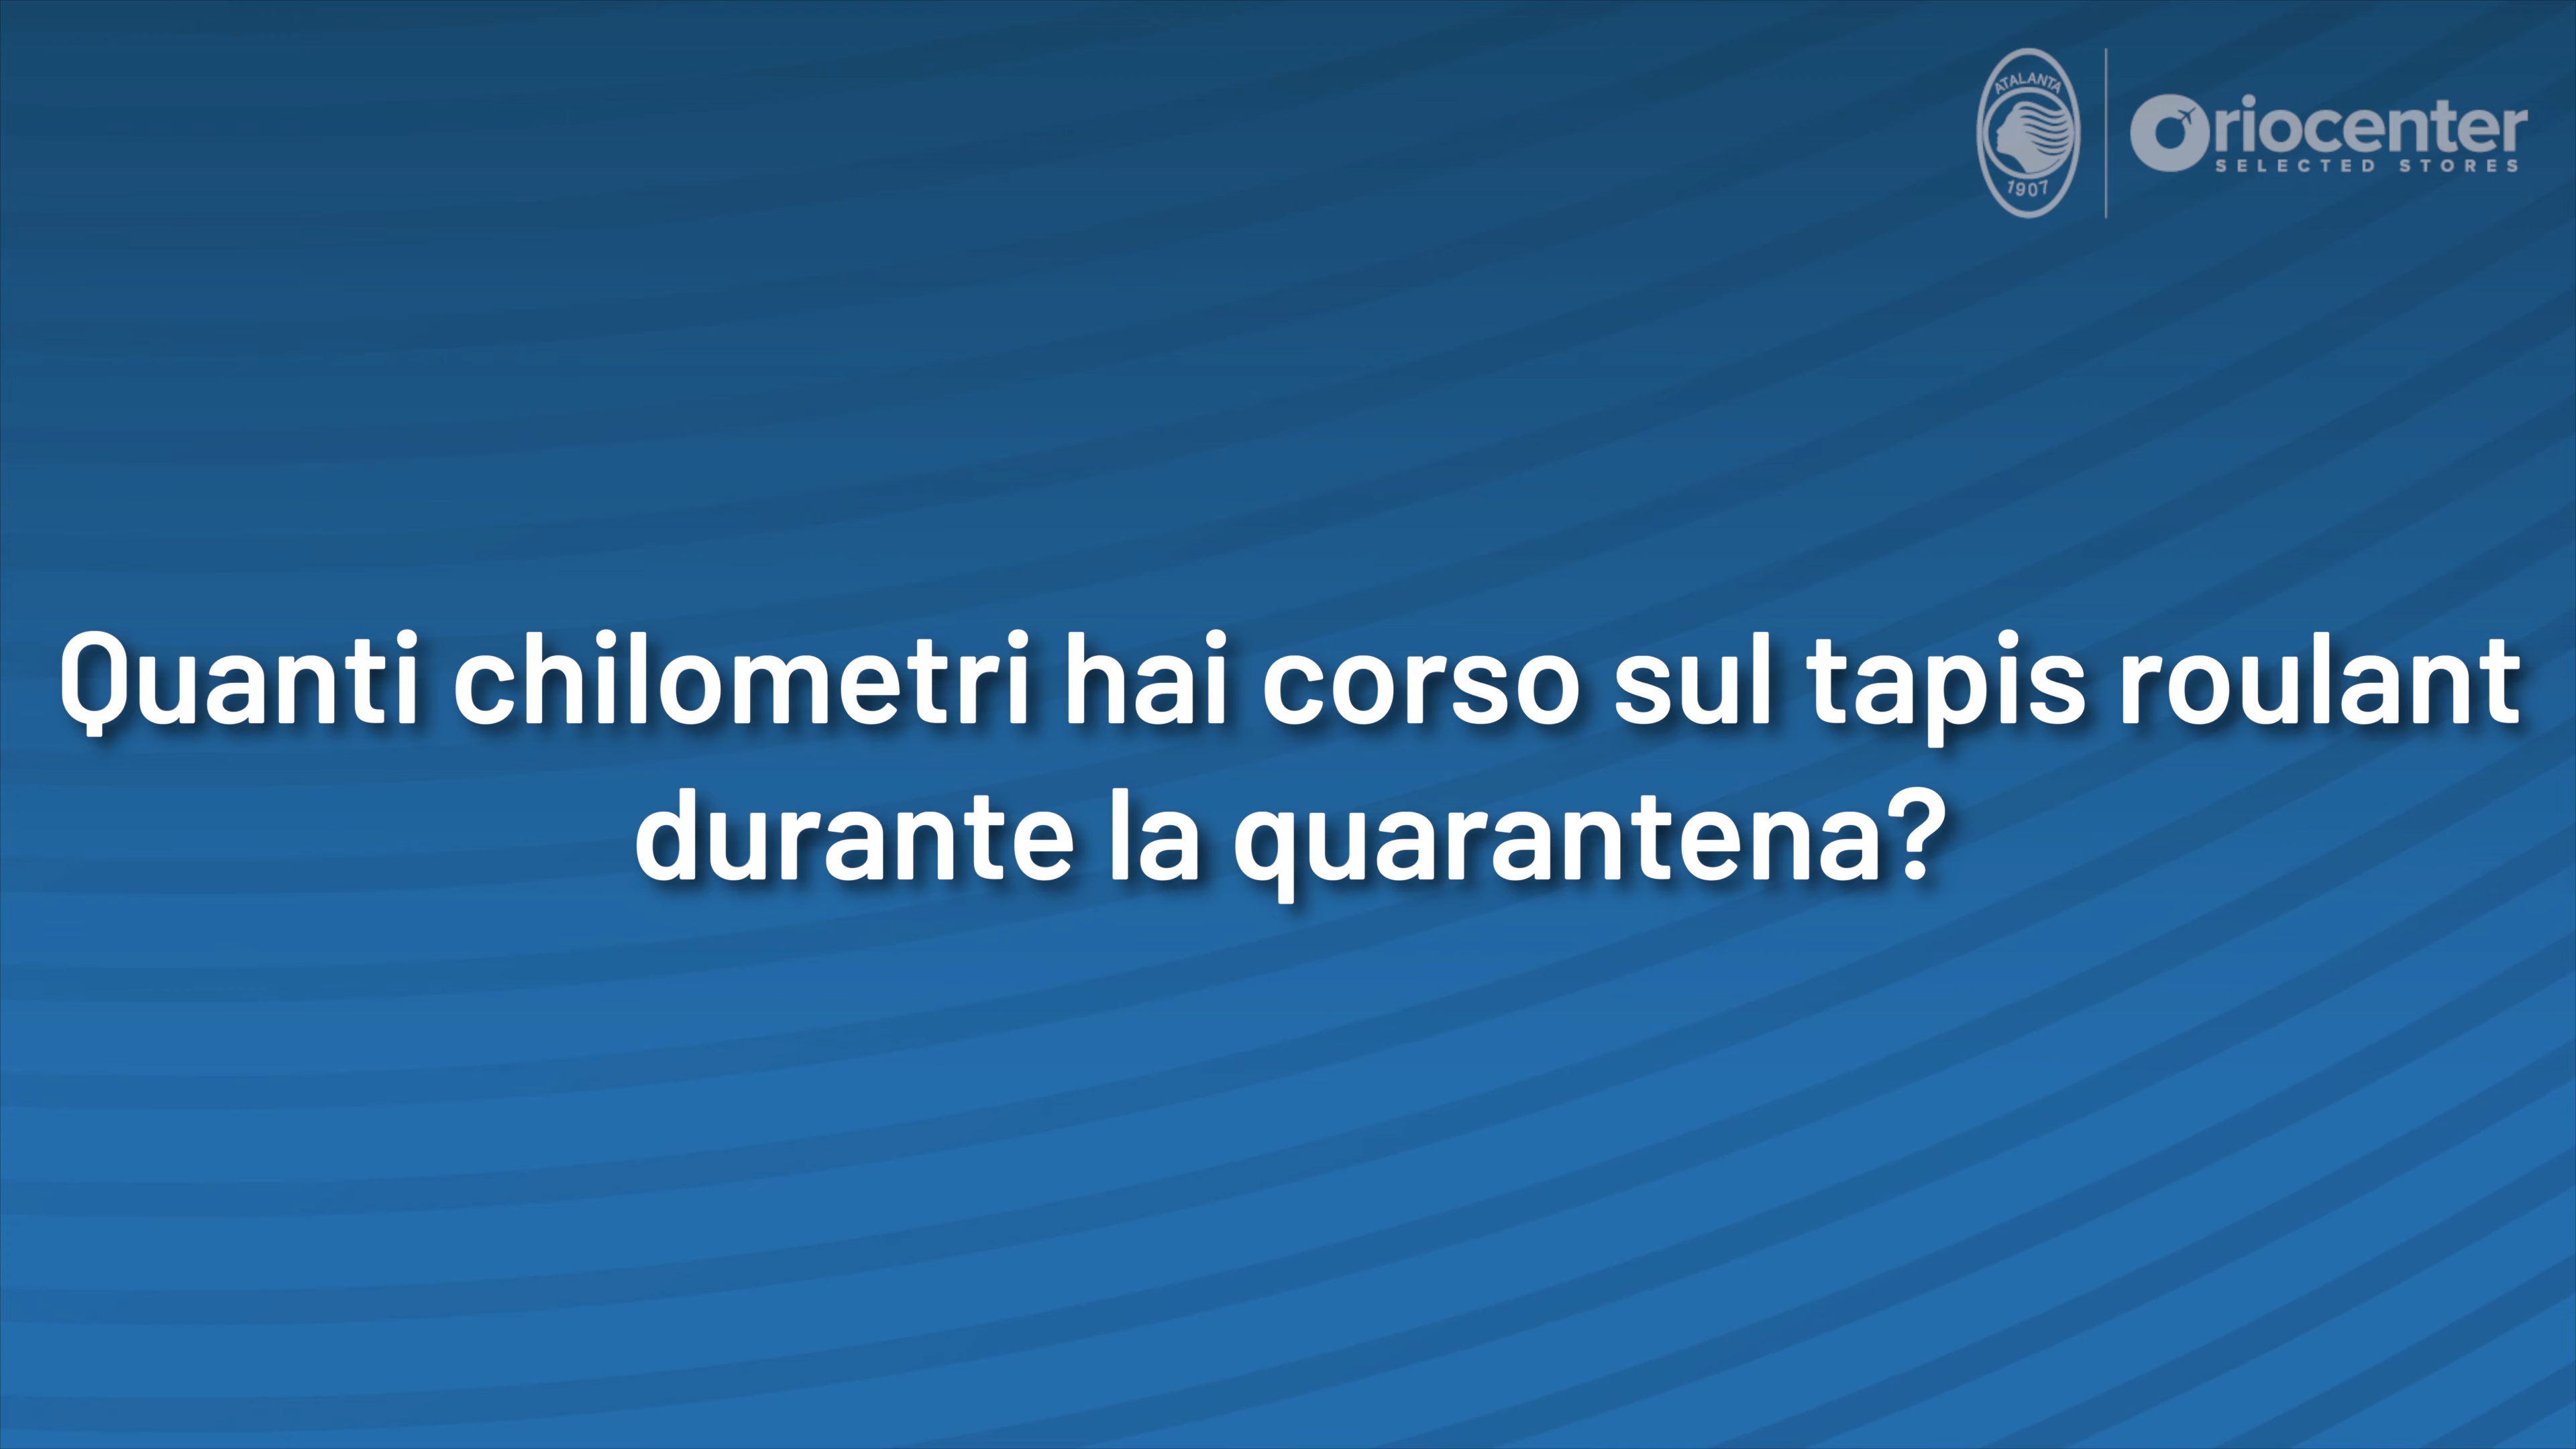 ATALANTA
1907
Oriocenter
SELECTED STORES
Quanti chilometri hai corso sul tapis roulant
durante la quarantena?